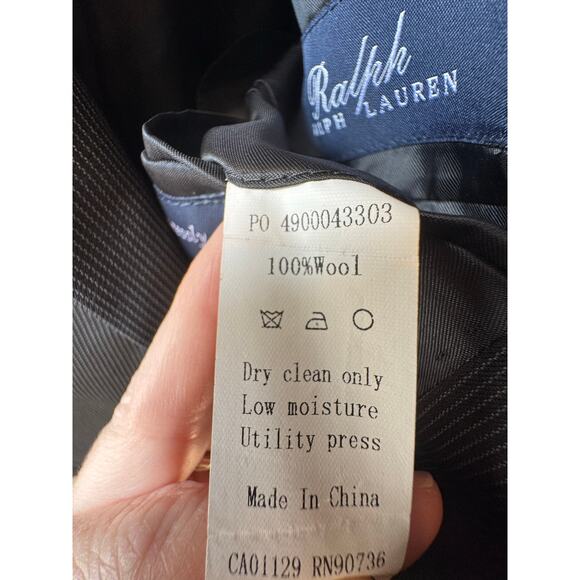 Ralph
RALPH LAUREN
PO 4900043303
100%Wool
Dry clean only
Low moisture
Utility press
Made In China
CA01129 RN90736